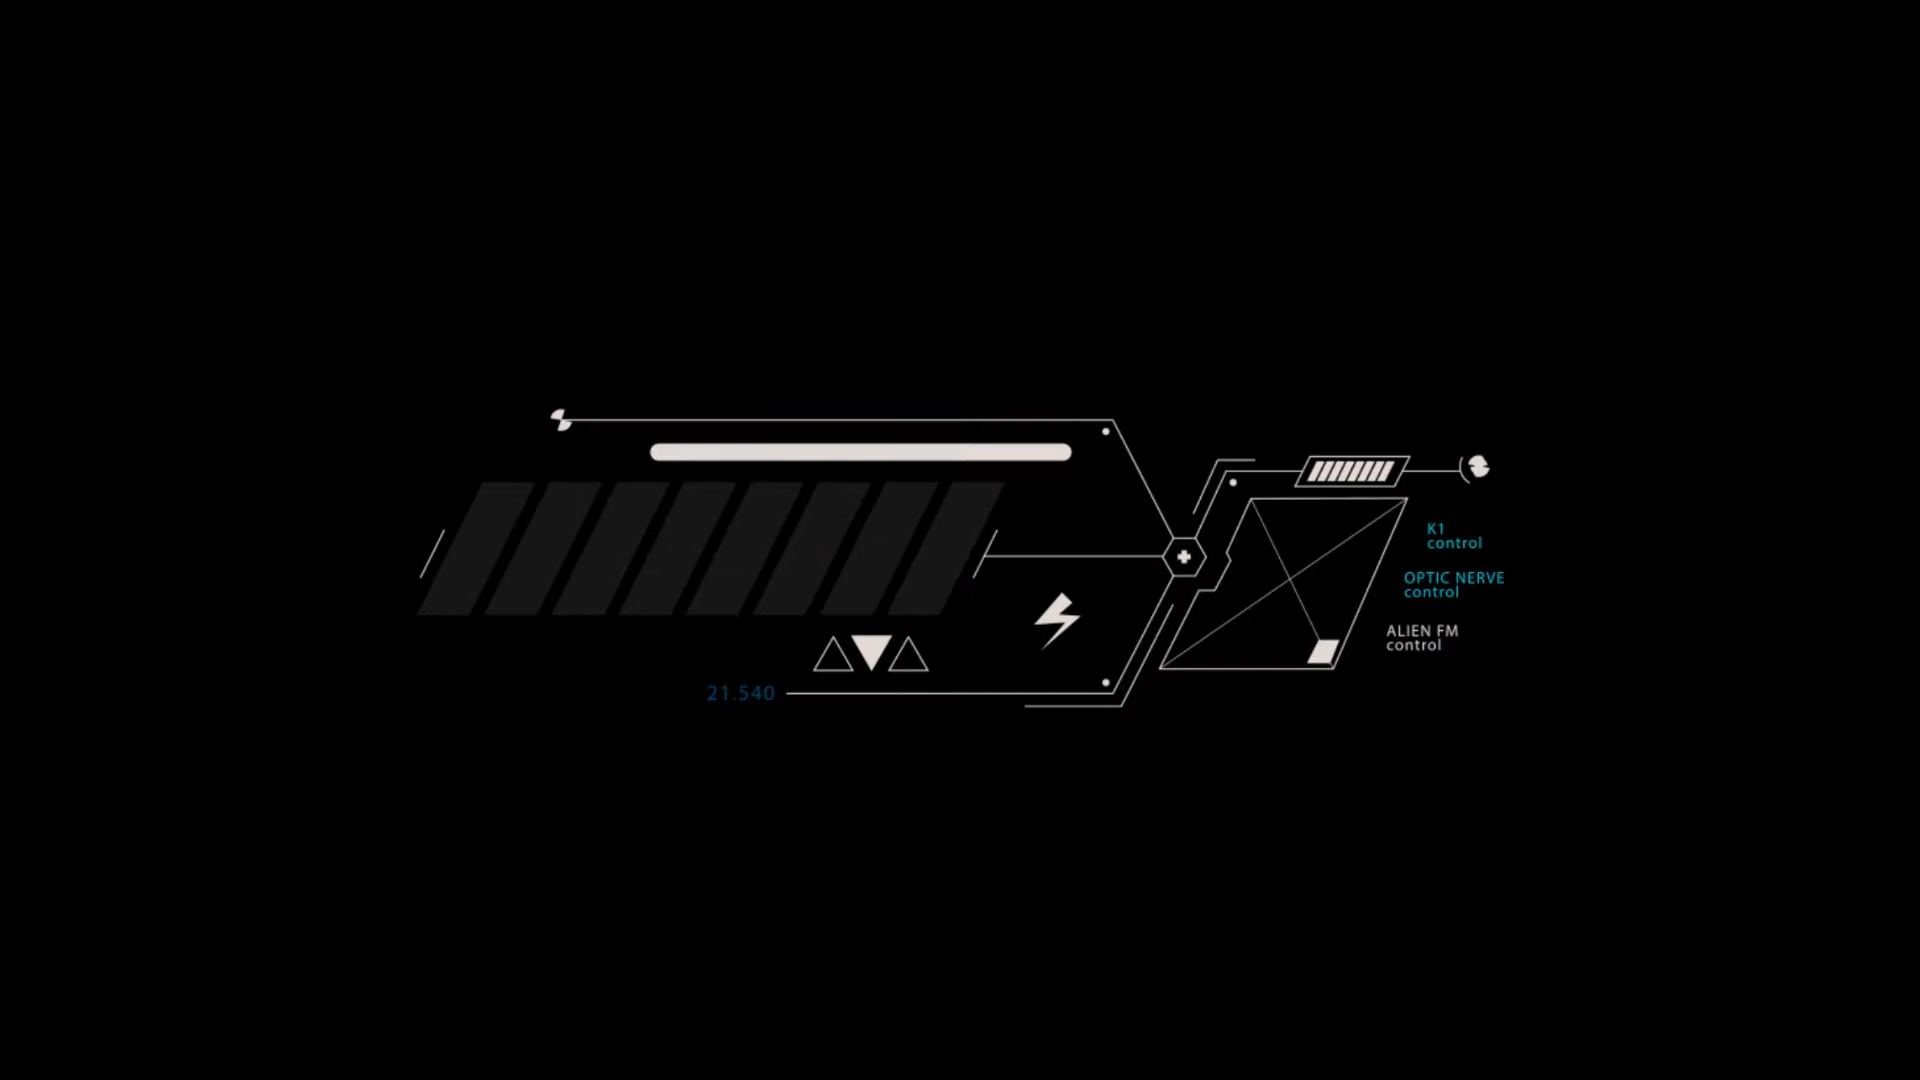 K1
control
OPTIC NERVE
control
ALIEN FM
control
21.540